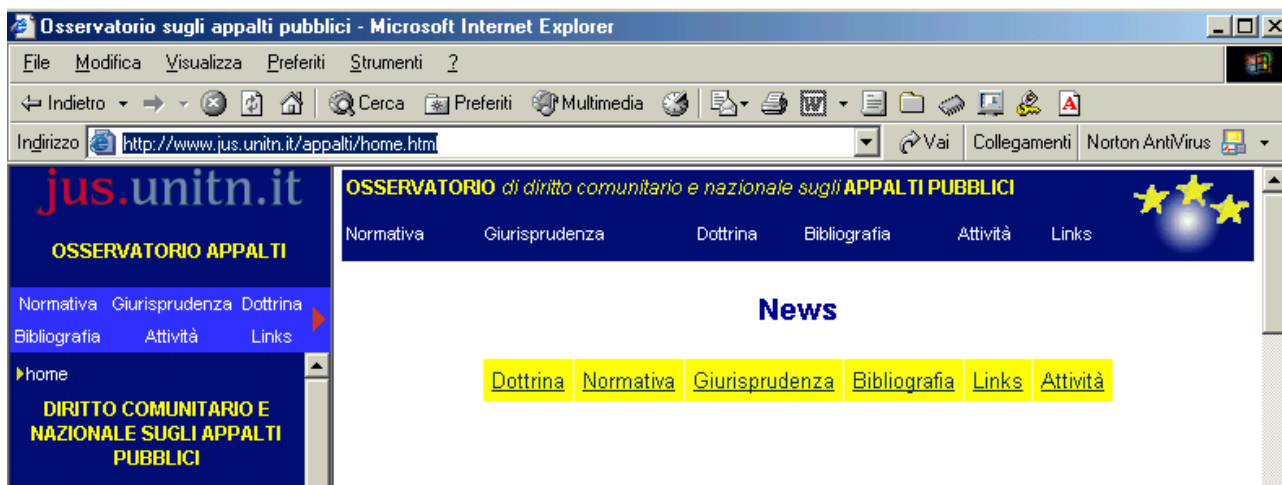 Osservatorio sugli appalti pubblici - Microsoft Internet Explorer
File Modifica Visualizza Preferiti Strumenti ?
Indietro Cerca Preferiti Multimedia
Indirizzo http://www.jus.unitn.it/appalti/home.htm Vai Collegamenti Norton AntiVirus
jus.unitn.it
OSSERVATORIO APPALTI
Normativa Giurisprudenza Dottrina
Bibliografia Attività Links
home
DIRITTO COMUNITARIO E
NAZIONALE SUGLI APPALTI
PUBBLICI
OSSERVATORIO di diritto comunitario e nazionale sugli APPALTI PUBBLICI
Normativa Giurisprudenza Dottrina Bibliografia Attività Links
News
Dottrina Normativa Giurisprudenza Bibliografia Links Attività